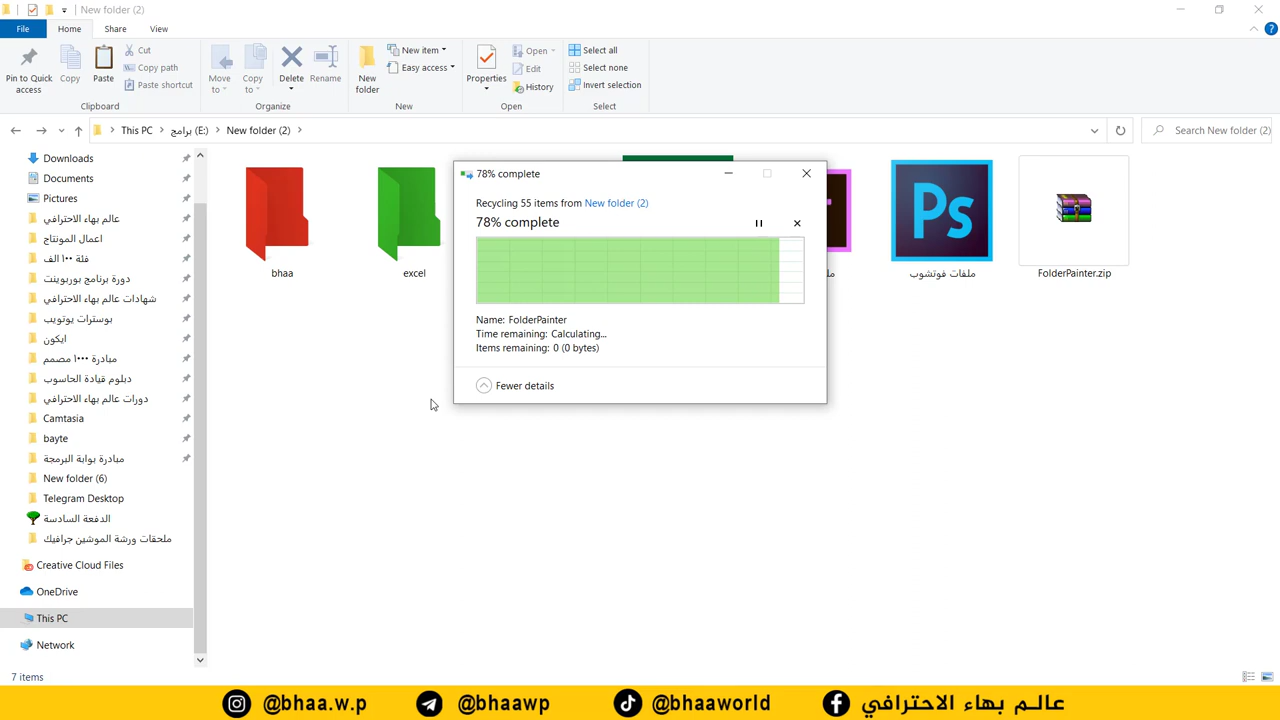 New folder (2)
File
Home
Share
View
Pin to Quick access
Copy
Paste
Cut
Copy path
Paste shortcut
Clipboard
Move to
Copy to
Delete
Rename
Organize
New folder
New item
Easy access
New
Properties
Open
Edit
History
Open
Select all
Select none
Invert selection
Select
This PC
برامج (E:)
New folder (2)
Search New folder (2)
Downloads
Documents
Pictures
عالم بهاء الاحترافي
اعمال المونتاج
فلة ١٠٠ الف
دورة برنامج بوربوينت
شهادات عالم بهاء الاحترافي
بوسترات يوتويب
ايكون
مبادرة ١٠٠٠ مصمم
دبلوم قيادة الحاسوب
دورات عالم بهاء الاحترافي
Camtasia
bayte
مبادرة بوابة البرمجة
New folder (6)
Telegram Desktop
الدفعة السادسة
ملحقات ورشة الموشين جرافيك
Creative Cloud Files
OneDrive
This PC
Network
bhaa
excel
Ps
ملفات فوتشوب
FolderPainter.zip
78% complete
Recycling 55 items from New folder (2)
78% complete
Name: FolderPainter
Time remaining: Calculating...
Items remaining: 0 (0 bytes)
Fewer details
7 items
@bhaa.w.p
@bhaawp
@bhaaworld
عالم بهاء الاحترافي